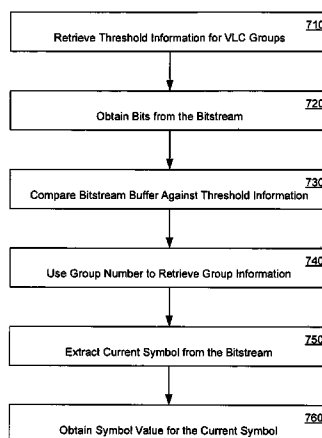 710
Retrieve Threshold Information for VLC Groups
720
Obtain Bits from the Bitstream
730
Compare Bitstream Buffer Against Threshold Information
740
Use Group Number to Retrieve Group Information
750
Extract Current Symbol from the Bitstream
760
Obtain Symbol Value for the Current Symbol